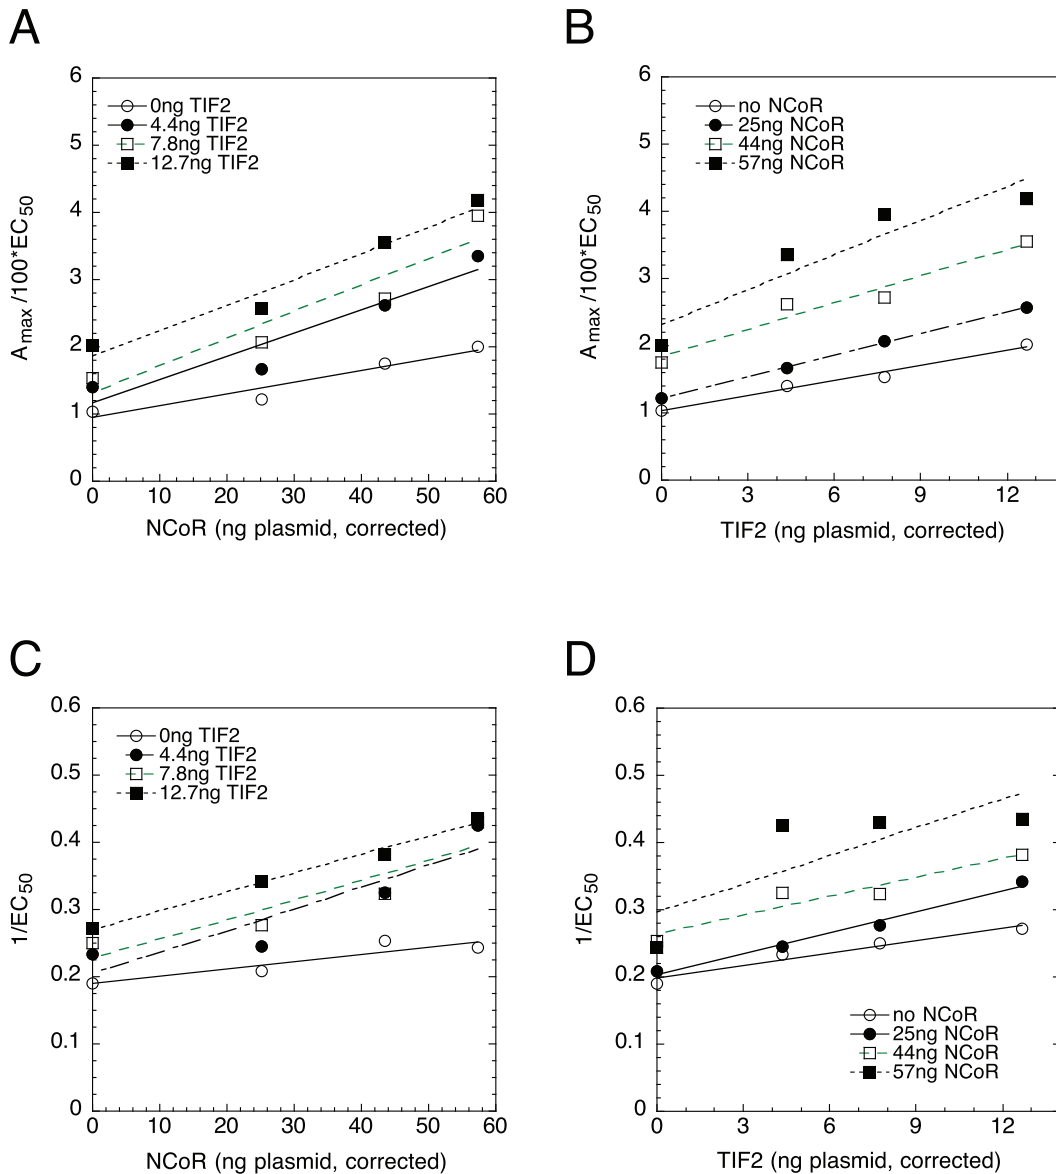 A
B
6
5
4
3
2
1
0
A max /100*EC50
0ng TIF2
4.4ng TIF2
7.8ng TIF2
12.7ng TIF2
0 10 20 30 40 50 60
NCoR (ng plasmid, corrected)
6
5
4
3
2
1
0
A max /100*EC50
no NCoR
25ng NCoR
44ng NCoR
57ng NCoR
0 3 6 9 12
TIF2 (ng plasmid, corrected)
C
D
0.6
0.5
0.4
0.3
0.2
0.1
0
1/EC50
0ng TIF2
4.4ng TIF2
7.8ng TIF2
12.7ng TIF2
0 10 20 30 40 50 60
NCoR (ng plasmid, corrected)
0.6
0.5
0.4
0.3
0.2
0.1
0
1/EC50
no NCoR
25ng NCoR
44ng NCoR
57ng NCoR
0 3 6 9 12
TIF2 (ng plasmid, corrected)